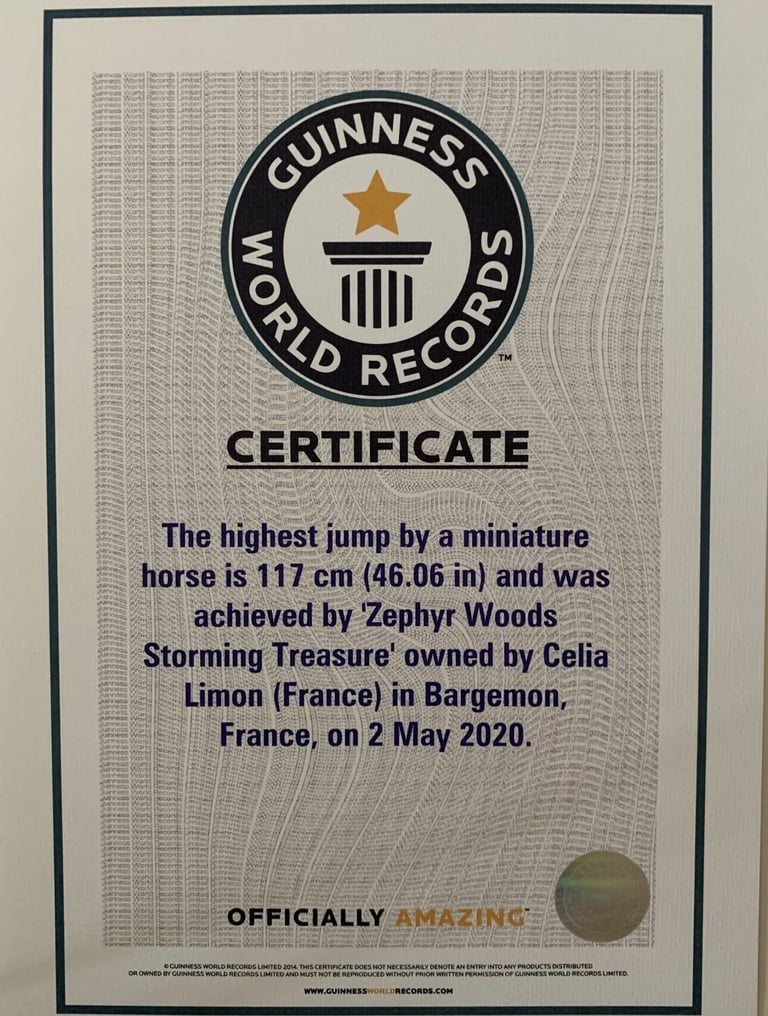 GUINNESS
WORLD RECORDS
™
CERTIFICATE
The highest jump by a miniature
horse is 117 cm (46.06 in) and was
achieved by 'Zephyr Woods
Storming Treasure' owned by Celia
Limon (France) in Bargemon,
France, on 2 May 2020.
OFFICIALLY AMAZING™
© GUINNESS WORLD RECORDS LIMITED 2014. THIS CERTIFICATE DOES NOT NECESSARILY DENOTE AN ENTRY INTO ANY PRODUCTS DISTRIBUTED
OR OWNED BY GUINNESS WORLD RECORDS LIMITED AND MUST NOT BE REPRODUCED WITHOUT PRIOR WRITTEN PERMISSION OF GUINNESS WORLD RECORDS LIMITED.
WWW.GUINNESSWORLDRECORDS.COM